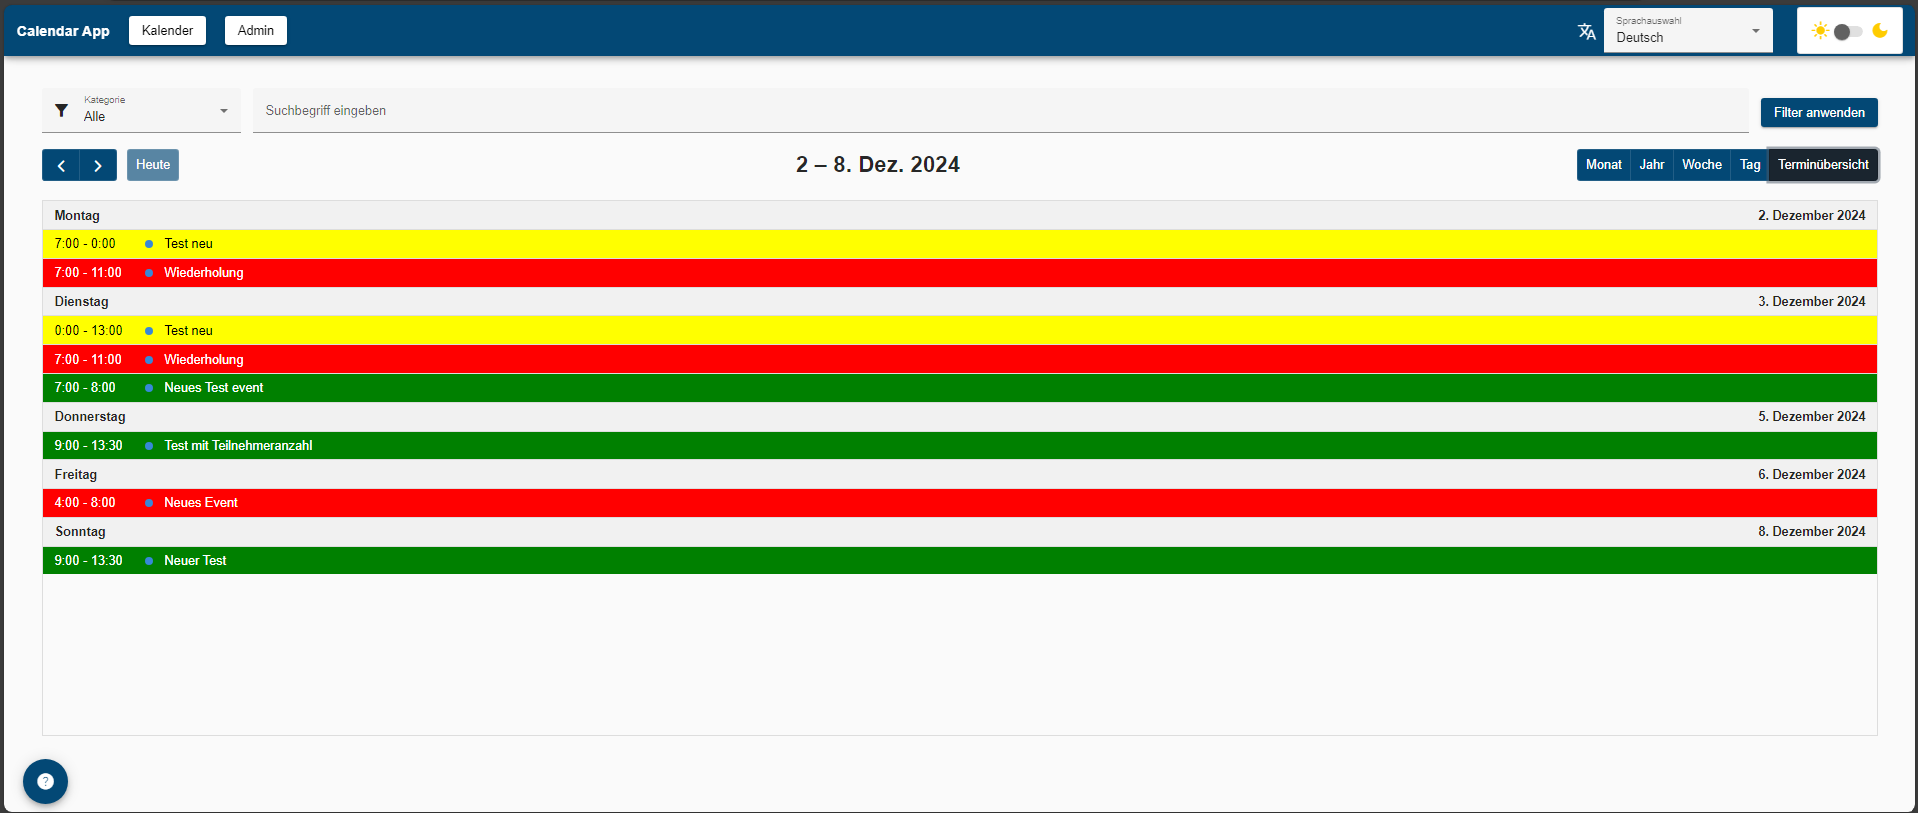 Calendar App Kalender Admin Sprachauswahl
Deutsch
Kategorie
Alle
Suchbegriff eingeben
Filter anwenden
Heute
2 – 8. Dez. 2024
Monat Jahr Woche Tag Terminübersicht
Montag 2. Dezember 2024
7:00 - 0:00 Test neu
7:00 - 11:00 Wiederholung
Dienstag 3. Dezember 2024
0:00 - 13:00 Test neu
7:00 - 11:00 Wiederholung
7:00 - 8:00 Neues Test event
Donnerstag 5. Dezember 2024
9:00 - 13:30 Test mit Teilnehmeranzahl
Freitag 6. Dezember 2024
4:00 - 8:00 Neues Event
Sonntag 8. Dezember 2024
9:00 - 13:30 Neuer Test
?